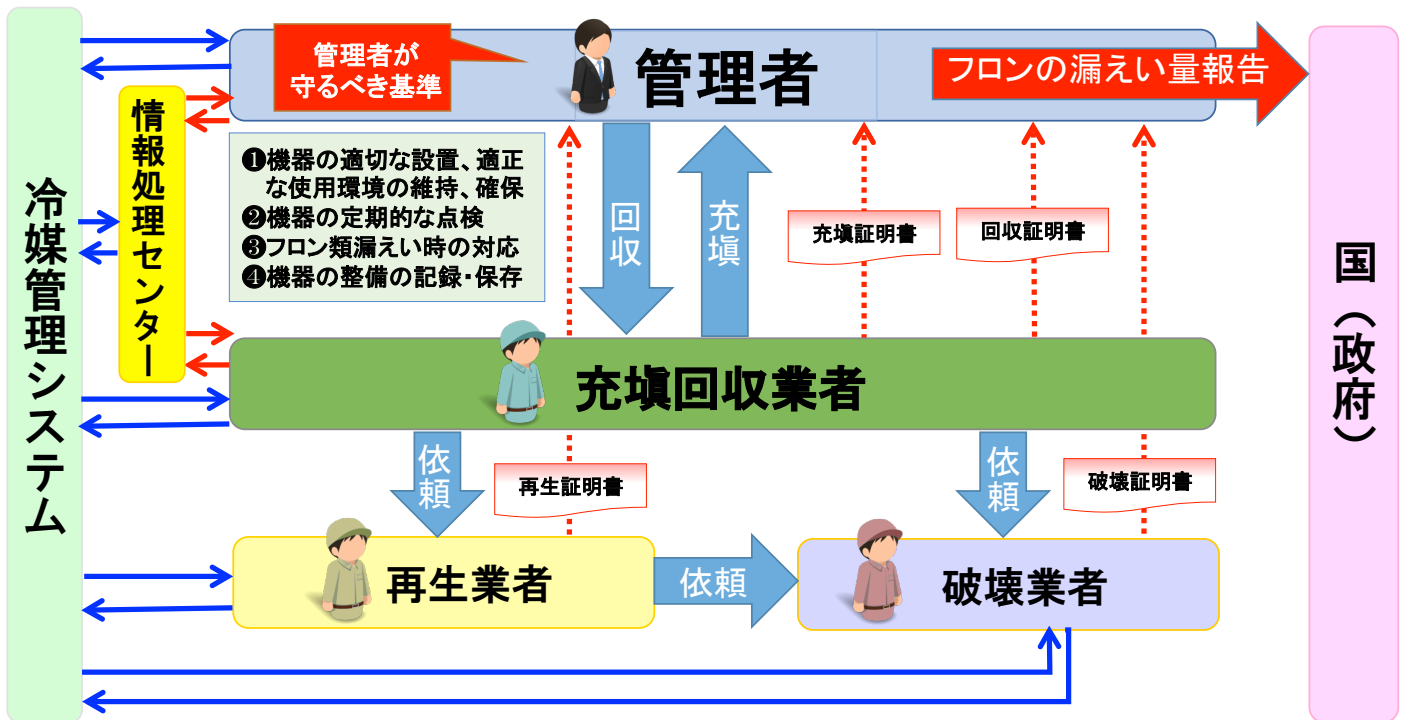 冷媒管理システム
情報処理センター
管理者が
守るべき基準
管理者
フロンの漏えい量報告
国（政府）
❶機器の適切な設置、適正
な使用環境の維持、確保
❷機器の定期的な点検
❸フロン類漏えい時の対応
❹機器の整備の記録・保存
回収
充塡
充塡証明書
回収証明書
充塡回収業者
依頼
再生証明書
依頼
破壊証明書
再生業者
依頼
破壊業者